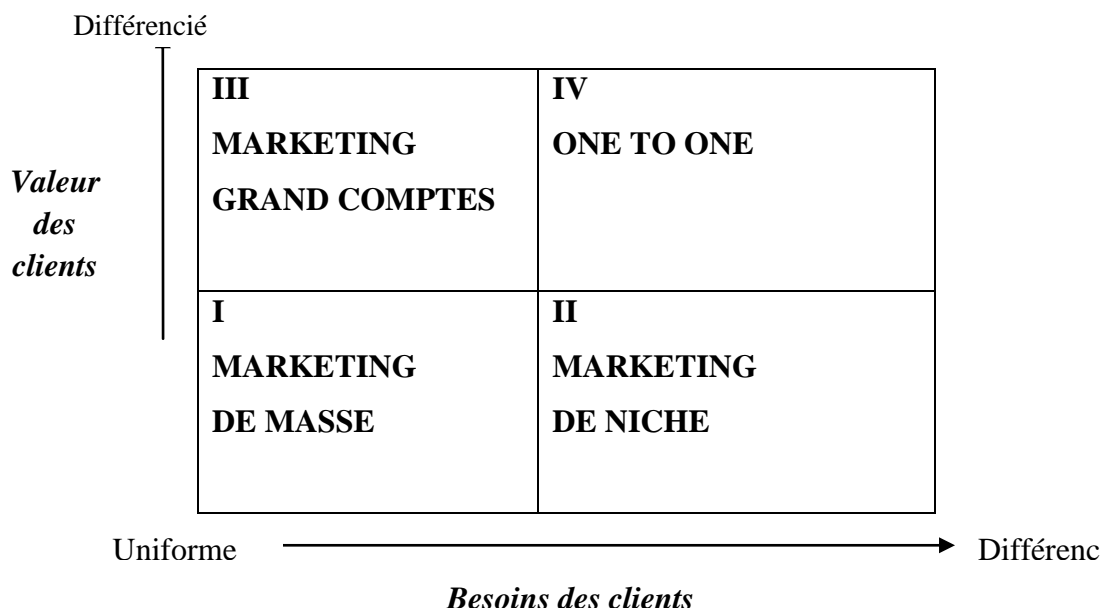 Différencié
III
MARKETING
GRAND COMPTES
IV
ONE TO ONE
Valeur
des
clients
I
MARKETING
DE MASSE
II
MARKETING
DE NICHE
Uniforme
Différenc
Besoins des clients